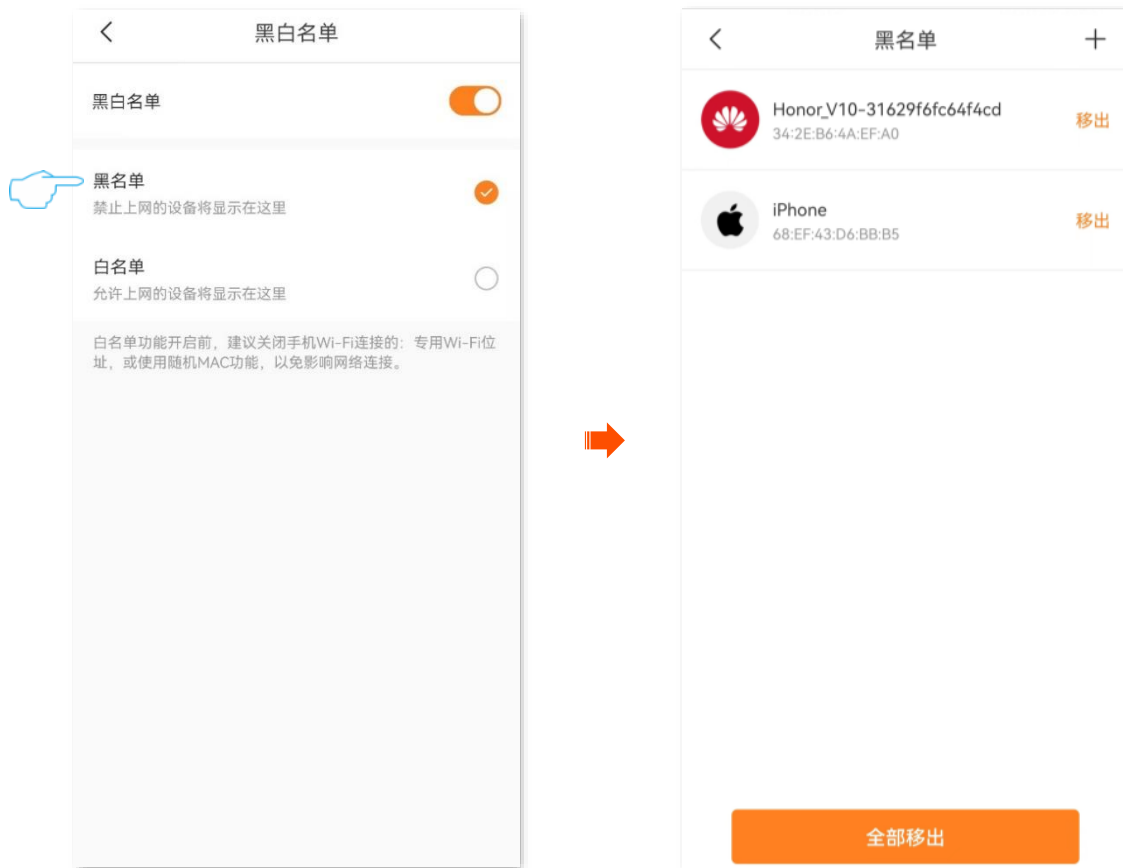 黑白名单
黑白名单
黑名单
禁止上网的设备将显示在这里
白名单
允许上网的设备将显示在这里
白名单功能开启前，建议关闭手机Wi-Fi连接的：专用Wi-Fi位
址，或使用随机MAC功能，以免影响网络连接。
黑名单
Honor_V10-31629f6fc64f4cd
34:2E:B6:4A:EF:A0
移出
iPhone
68:EF:43:D6:BB:B5
移出
全部移出